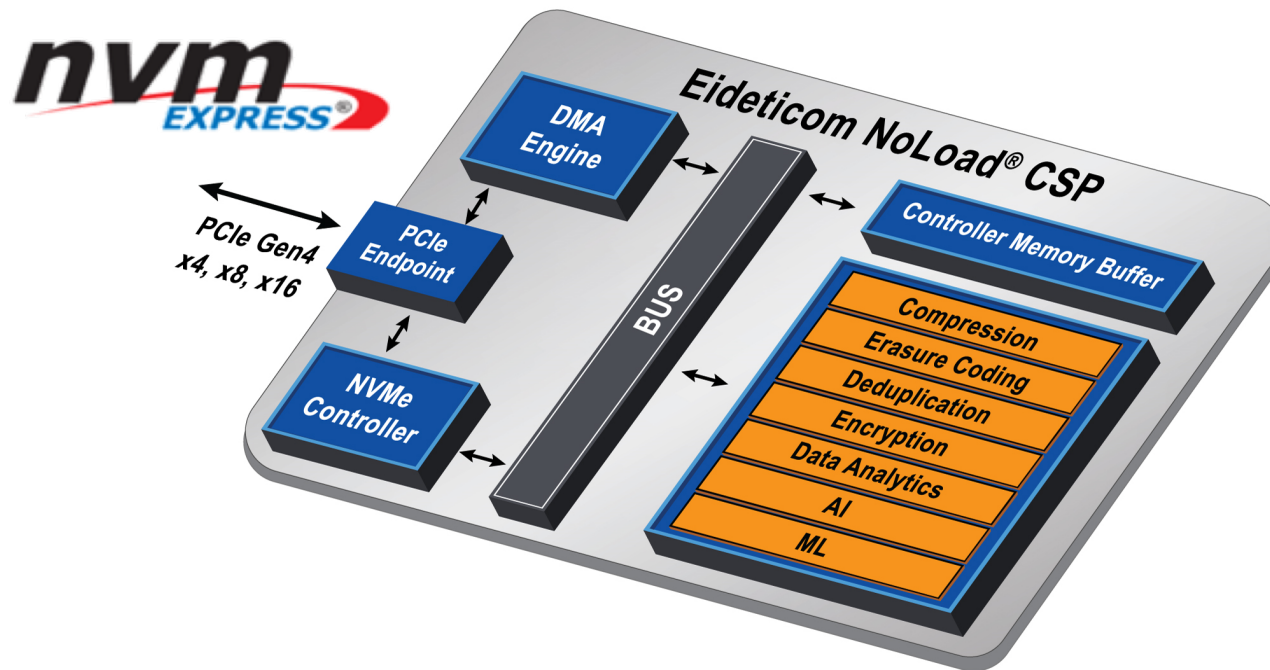 nvm
EXPRESS®
Eideticom NoLoad® CSP
DMA
Engine
PCIe Gen4
x4, x8, x16
PCIe
Endpoint
NVMe
Controller
BUS
Controller Memory Buffer
Compression
Erasure Coding
Deduplication
Encryption
Data Analytics
AI
ML